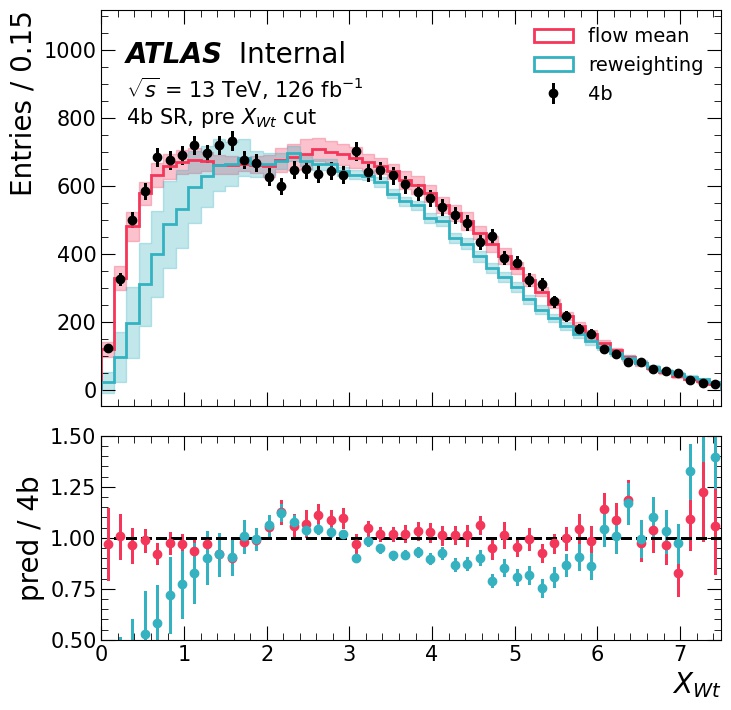 Entries / 0.15
1000
800
600
400
200
0
ATLAS Internal
√s = 13 TeV, 126 fb⁻¹
4b SR, pre X_Wt cut
flow mean
reweighting
4b
pred / 4b
1.50
1.25
1.00
0.75
0.50
0 1 2 3 4 5 6 7
X_Wt